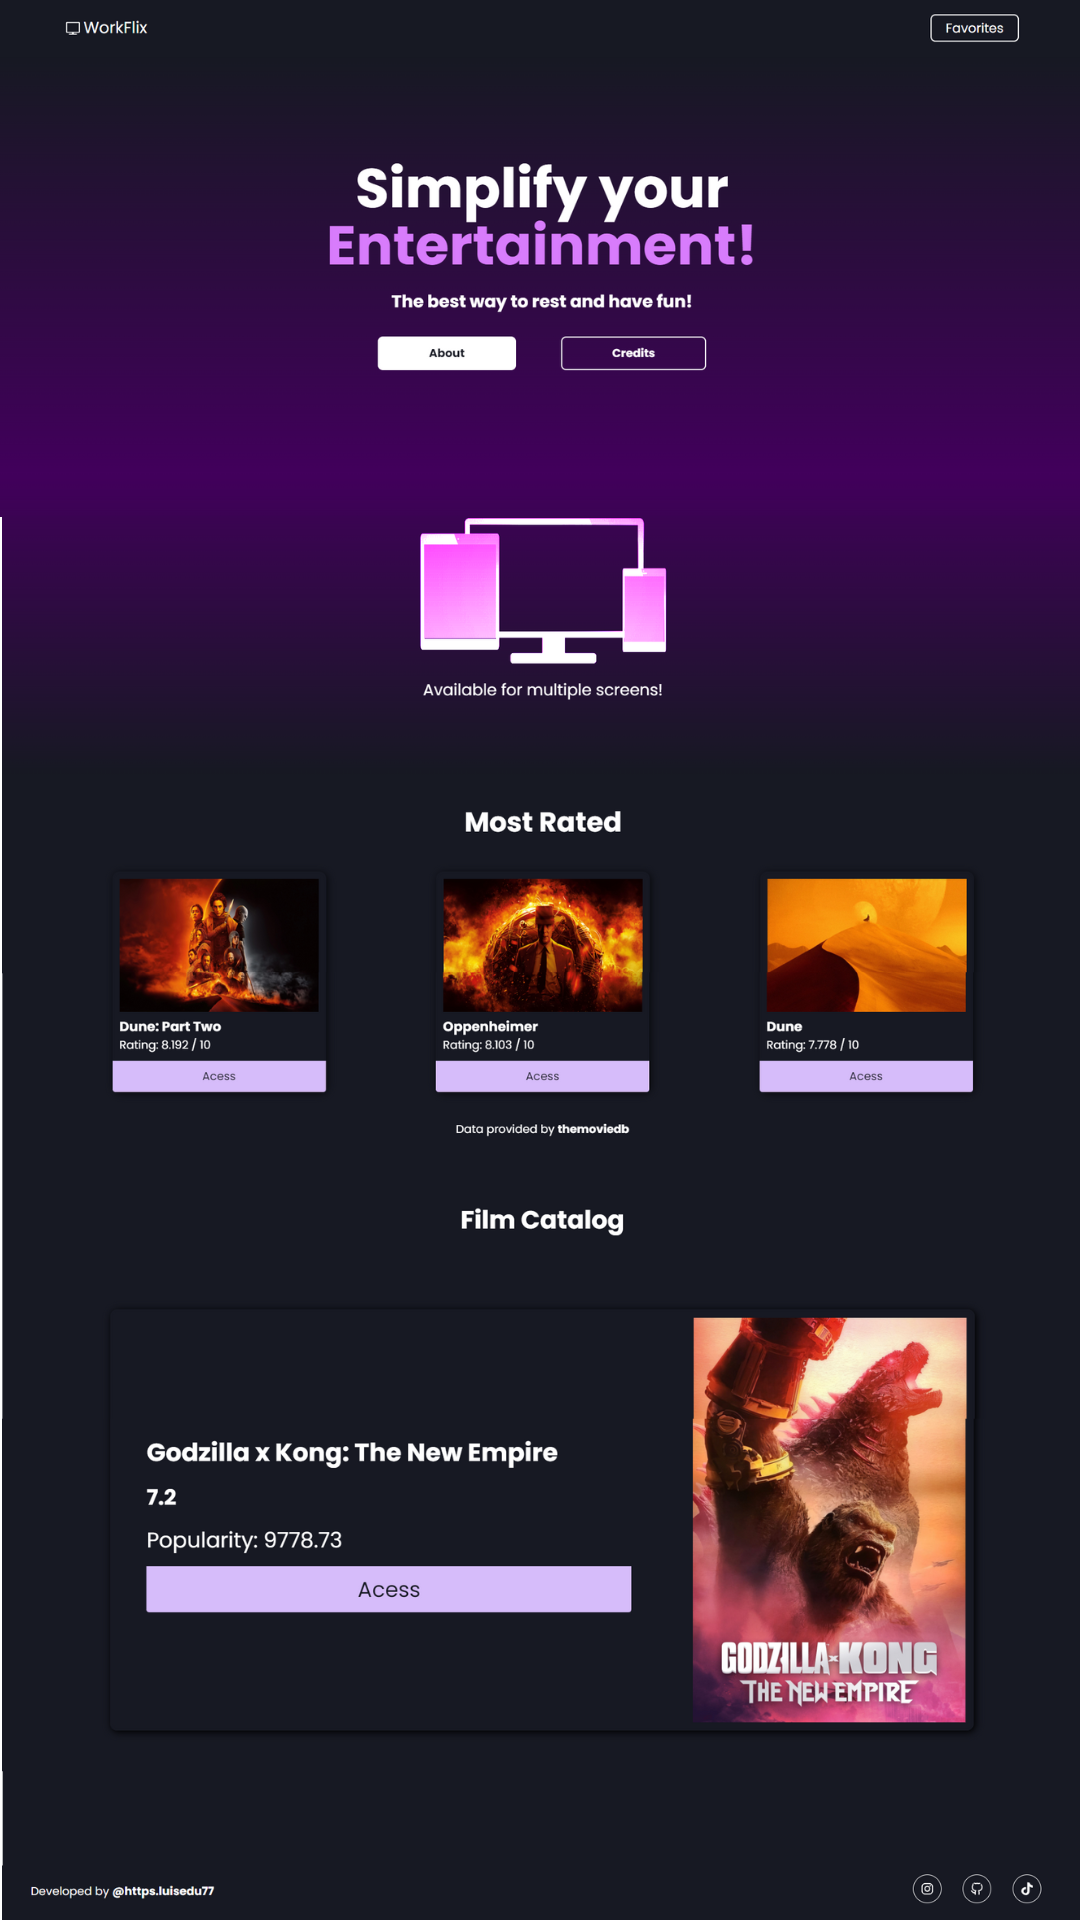 WorkFlix
Favorites
Simplify your
Entertainment!
The best way to rest and have fun!
About
Credits
Available for multiple screens!
Most Rated
Dune: Part Two
Rating: 8.192 / 10
Acess
Oppenheimer
Rating: 8.103 / 10
Acess
Dune
Rating: 7.778 / 10
Acess
Data provided by themoviedb
Film Catalog
Godzilla x Kong: The New Empire
7.2
Popularity: 9778.73
Acess
GODZILLA x KONG
THE NEW EMPIRE
Developed by @https.luisedu77